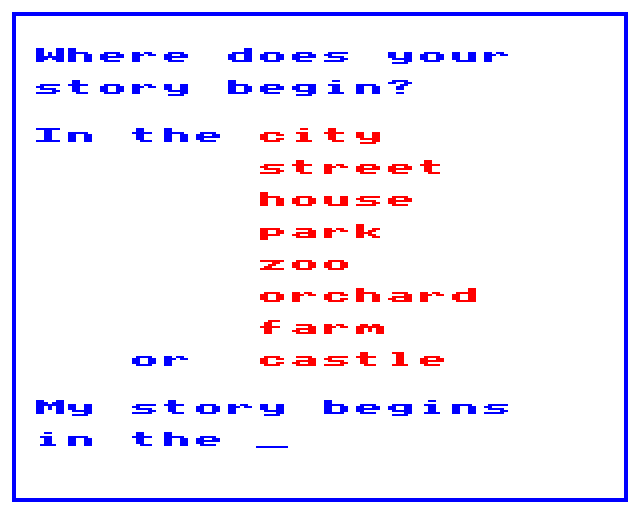 Where does your
story begin?
In the city
street
house
park
zoo
orchard
farm
or castle
My story begins
in the _